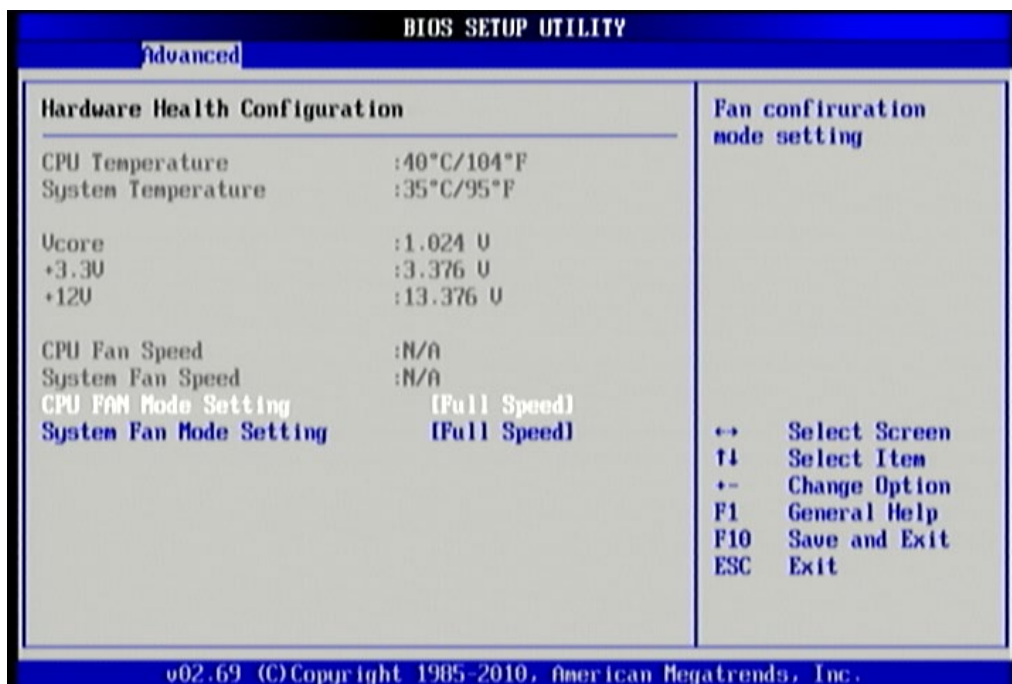 BIOS SETUP UTILITY
Advanced
Hardware Health Configuration
CPU Temperature :40°C/104°F
System Temperature :35°C/95°F
Vcore :1.024 V
+3.3V :3.376 V
+12V :13.376 V
CPU Fan Speed :N/A
System Fan Speed :N/A
CPU FAN Mode Setting [Full Speed]
System Fan Mode Setting [Full Speed]
Fan confiruration
mode setting
↔ Select Screen
↑↓ Select Item
+- Change Option
F1 General Help
F10 Save and Exit
ESC Exit
v02.69 (C)Copyright 1985-2010, American Megatrends, Inc.